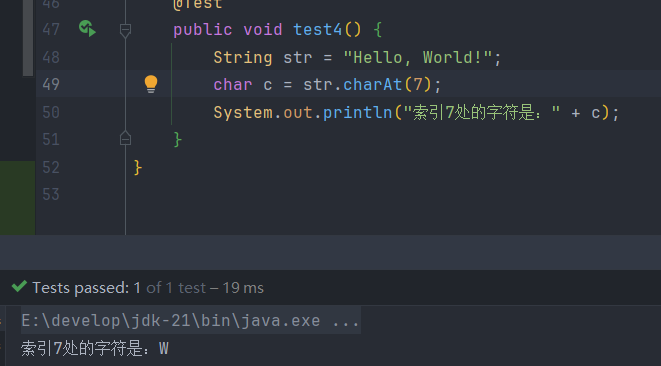 46 @Test
47 public void test4() {
48 String str = "Hello, World!";
49 char c = str.charAt(7);
50 System.out.println("索引7处的字符是：" + c);
51 }
52 }
53
Tests passed: 1 of 1 test – 19 ms
E:\develop\jdk-21\bin\java.exe ...
索引7处的字符是：W